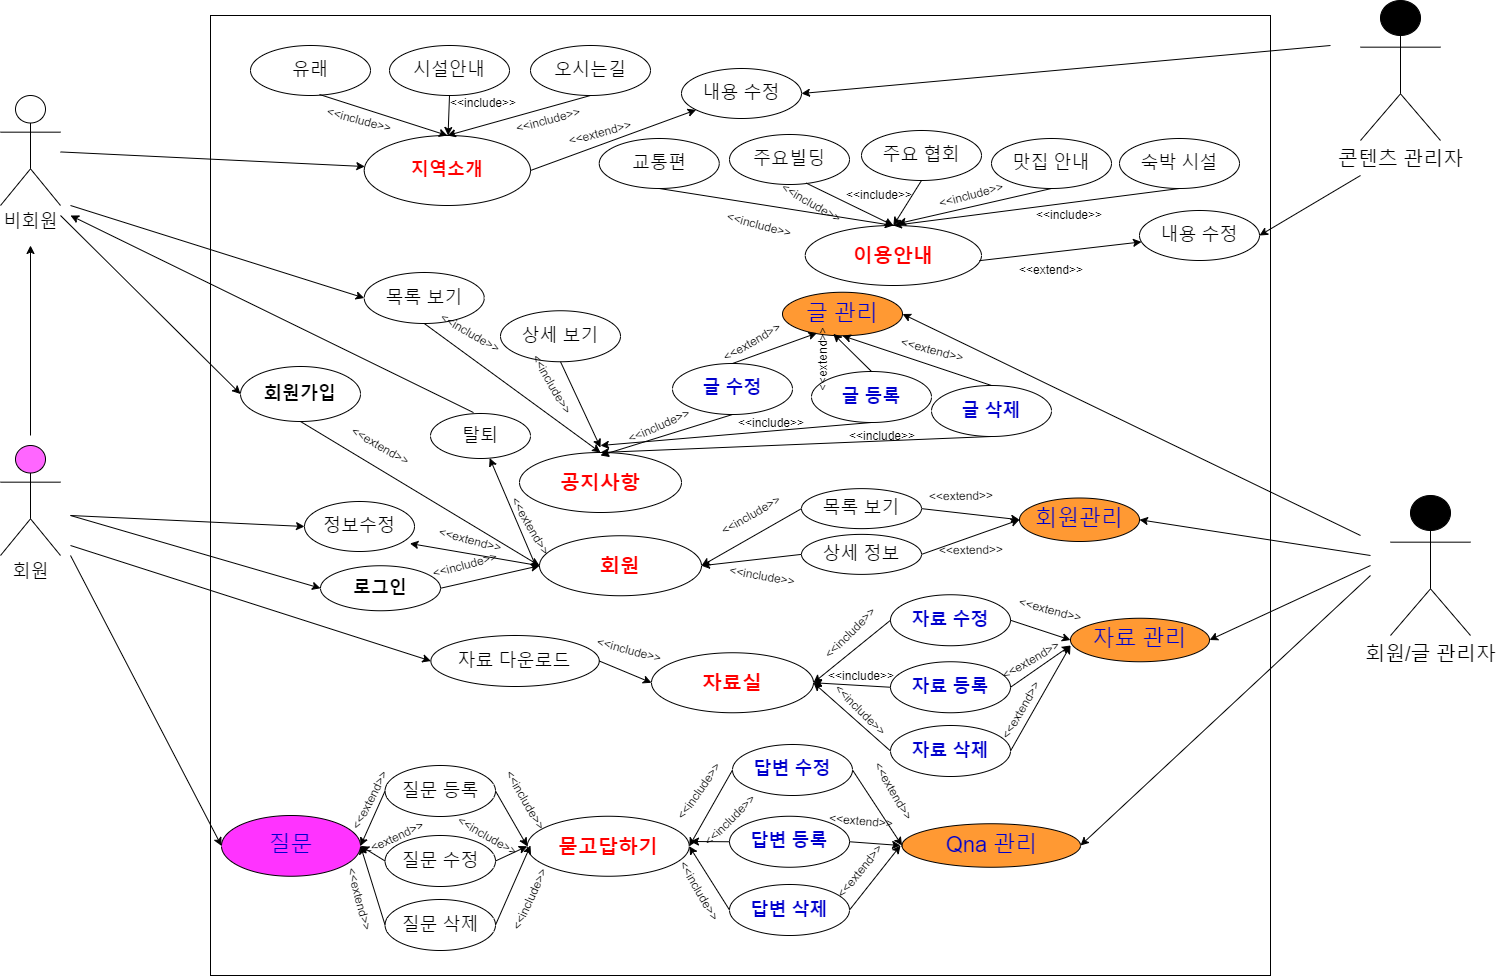 유래
시설안내
오시는길
내용 수정
<<include>>
<<include>>
<<include>>
<<extend>>
지역소개
교통편
주요빌딩
주요 협회
맛집 안내
숙박 시설
콘텐츠 관리자
<<include>>
<<include>>
<<include>>
<<include>>
<<include>>
비회원
이용안내
내용 수정
<<extend>>
목록 보기
<<include>>
상세 보기
<<include>>
글 관리
<<extend>>
<<extend>>
<<extend>>
회원가입
글 수정
글 등록
글 삭제
<<extend>>
탈퇴
<<include>>
<<include>>
<<include>>
공지사항
정보수정
<<extend>>
<<extend>>
<<include>>
목록 보기
<<extend>>
회원관리
회원
로그인
<<include>>
회원
상세 정보
<<include>>
<<extend>>
자료 다운로드
<<include>>
자료실
<<include>>
<<include>>
<<include>>
자료 수정
자료 등록
자료 삭제
<<extend>>
<<extend>>
<<extend>>
자료 관리
회원/글 관리자
질문
<<extend>>
<<extend>>
<<extend>>
질문 등록
질문 수정
질문 삭제
<<include>>
<<include>>
<<include>>
묻고답하기
<<include>>
<<include>>
<<include>>
답변 수정
답변 등록
답변 삭제
<<extend>>
<<extend>>
<<extend>>
Qna 관리